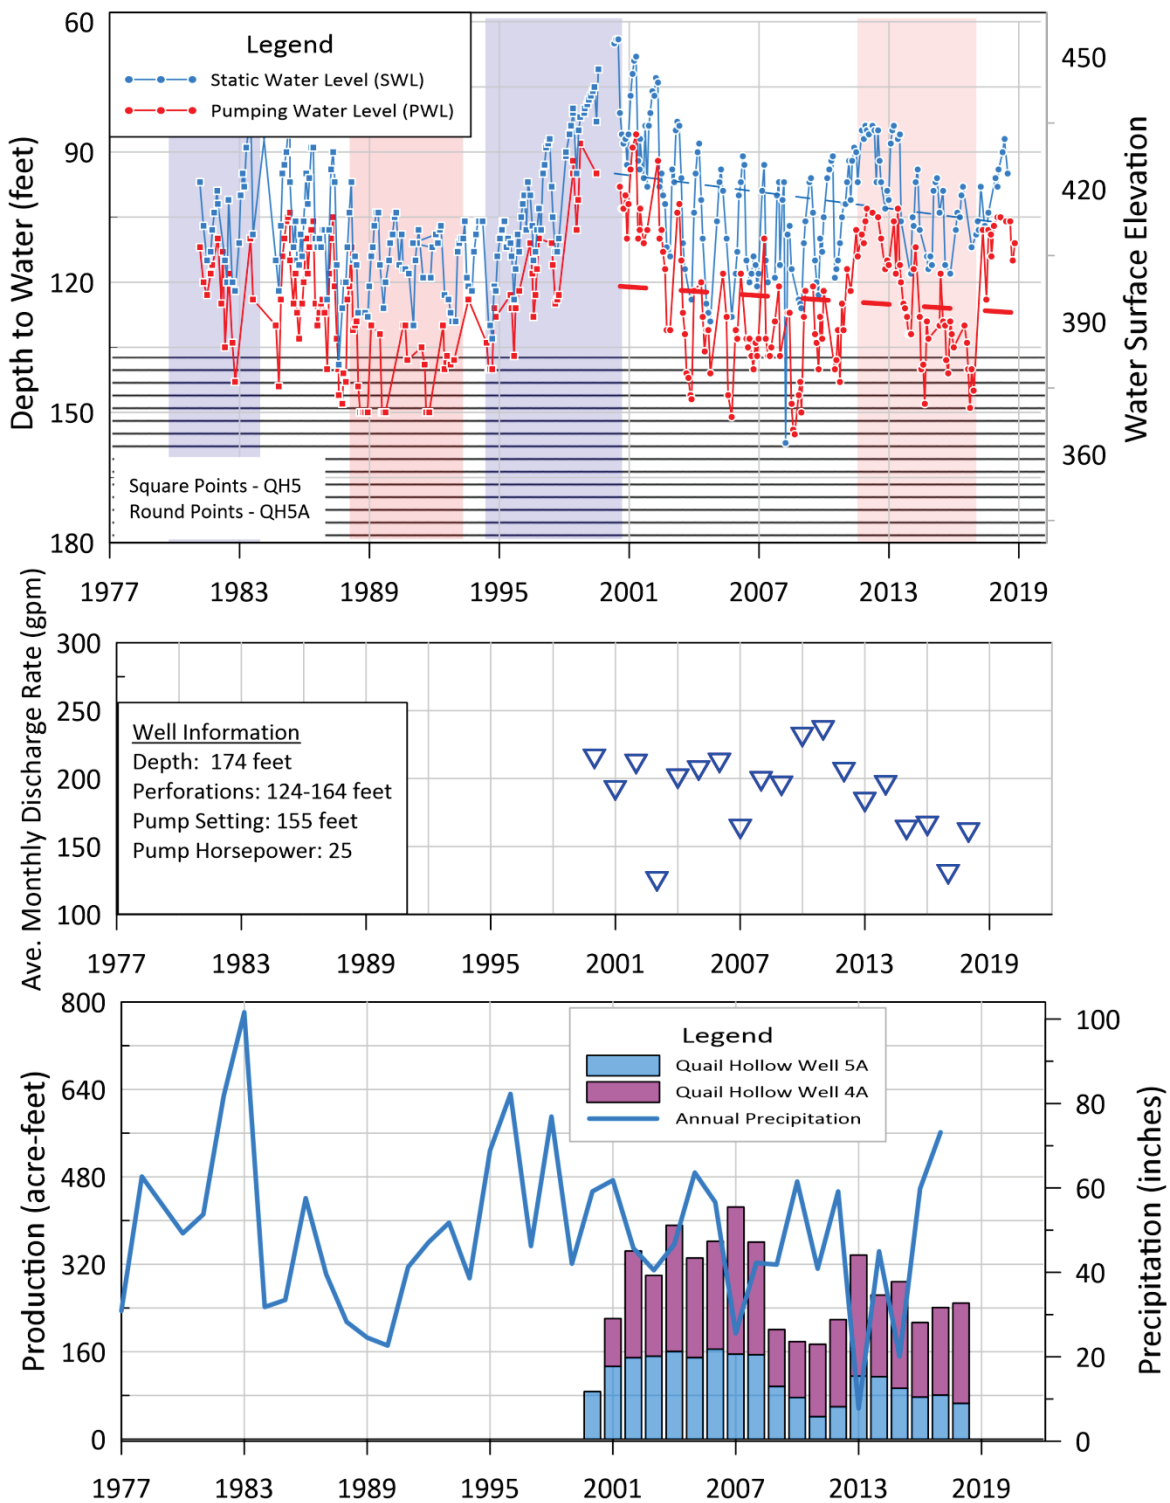 60
90
120
150
180
Depth to Water (feet)
Legend
Static Water Level (SWL)
Pumping Water Level (PWL)
450
420
390
360
Water Surface Elevation
Square Points - QH5
Round Points - QH5A
1977 1983 1989 1995 2001 2007 2013 2019
Ave. Monthly Discharge Rate (gpm)
300
250
200
150
100
Well Information
Depth: 174 feet
Perforations: 124-164 feet
Pump Setting: 155 feet
Pump Horsepower: 25
1977 1983 1989 1995 2001 2007 2013 2019
Production (acre-feet)
800
640
480
320
160
0
Legend
Quail Hollow Well 5A
Quail Hollow Well 4A
Annual Precipitation
100
80
60
40
20
0
Precipitation (inches)
1977 1983 1989 1995 2001 2007 2013 2019